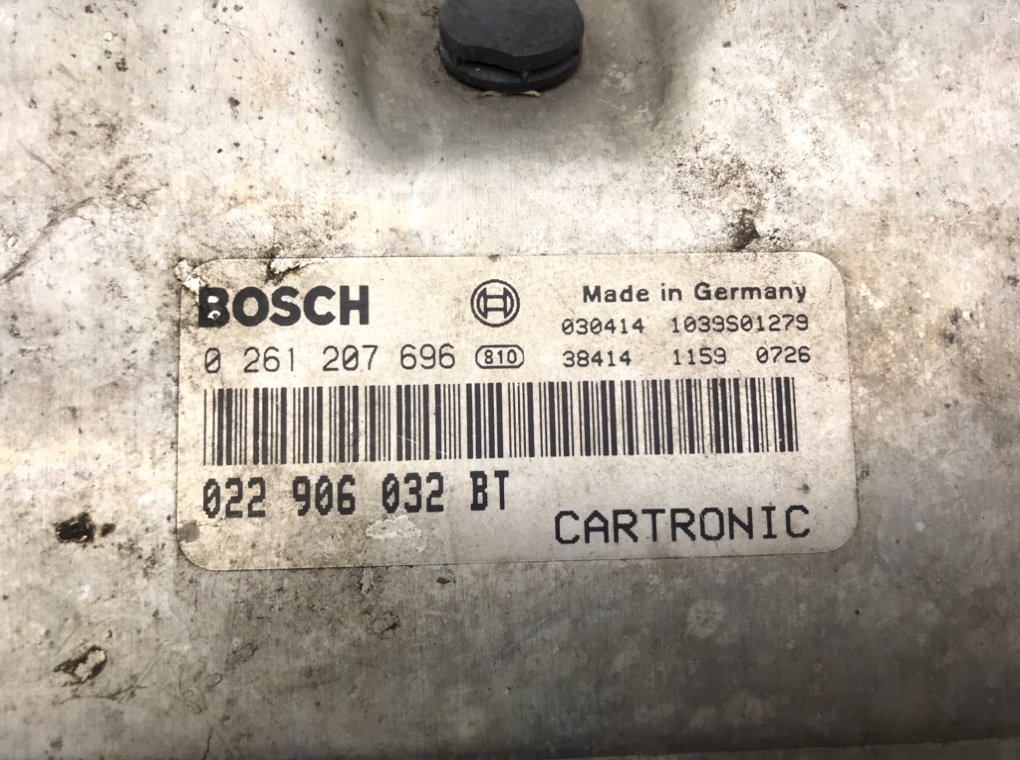 BOSCH
Made in Germany
030414 1039S01279
0 261 207 696 810
38414 1159 0726
022 906 032 BT
CARTRONIC